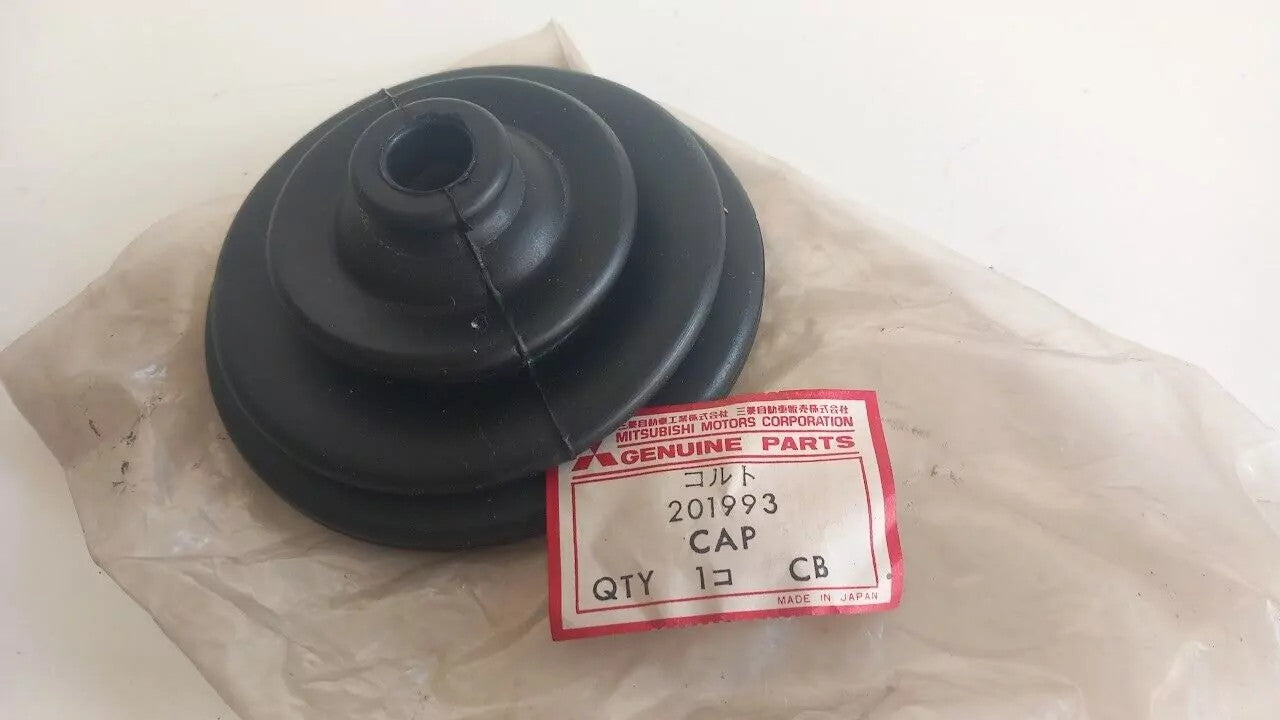 三菱自動車工業株式会社 三菱自動車販売株式会社
MITSUBISHI MOTORS CORPORATION
GENUINE PARTS
コルト
201993
CAP
QTY 1コ CB
MADE IN JAPAN